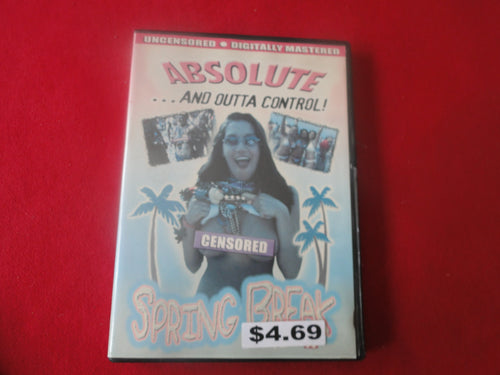 UNCENSORED • DIGITALLY MASTERED
ABSOLUTE
...AND OUTTA CONTROL!
CENSORED
SPRING BREAK
$4.69